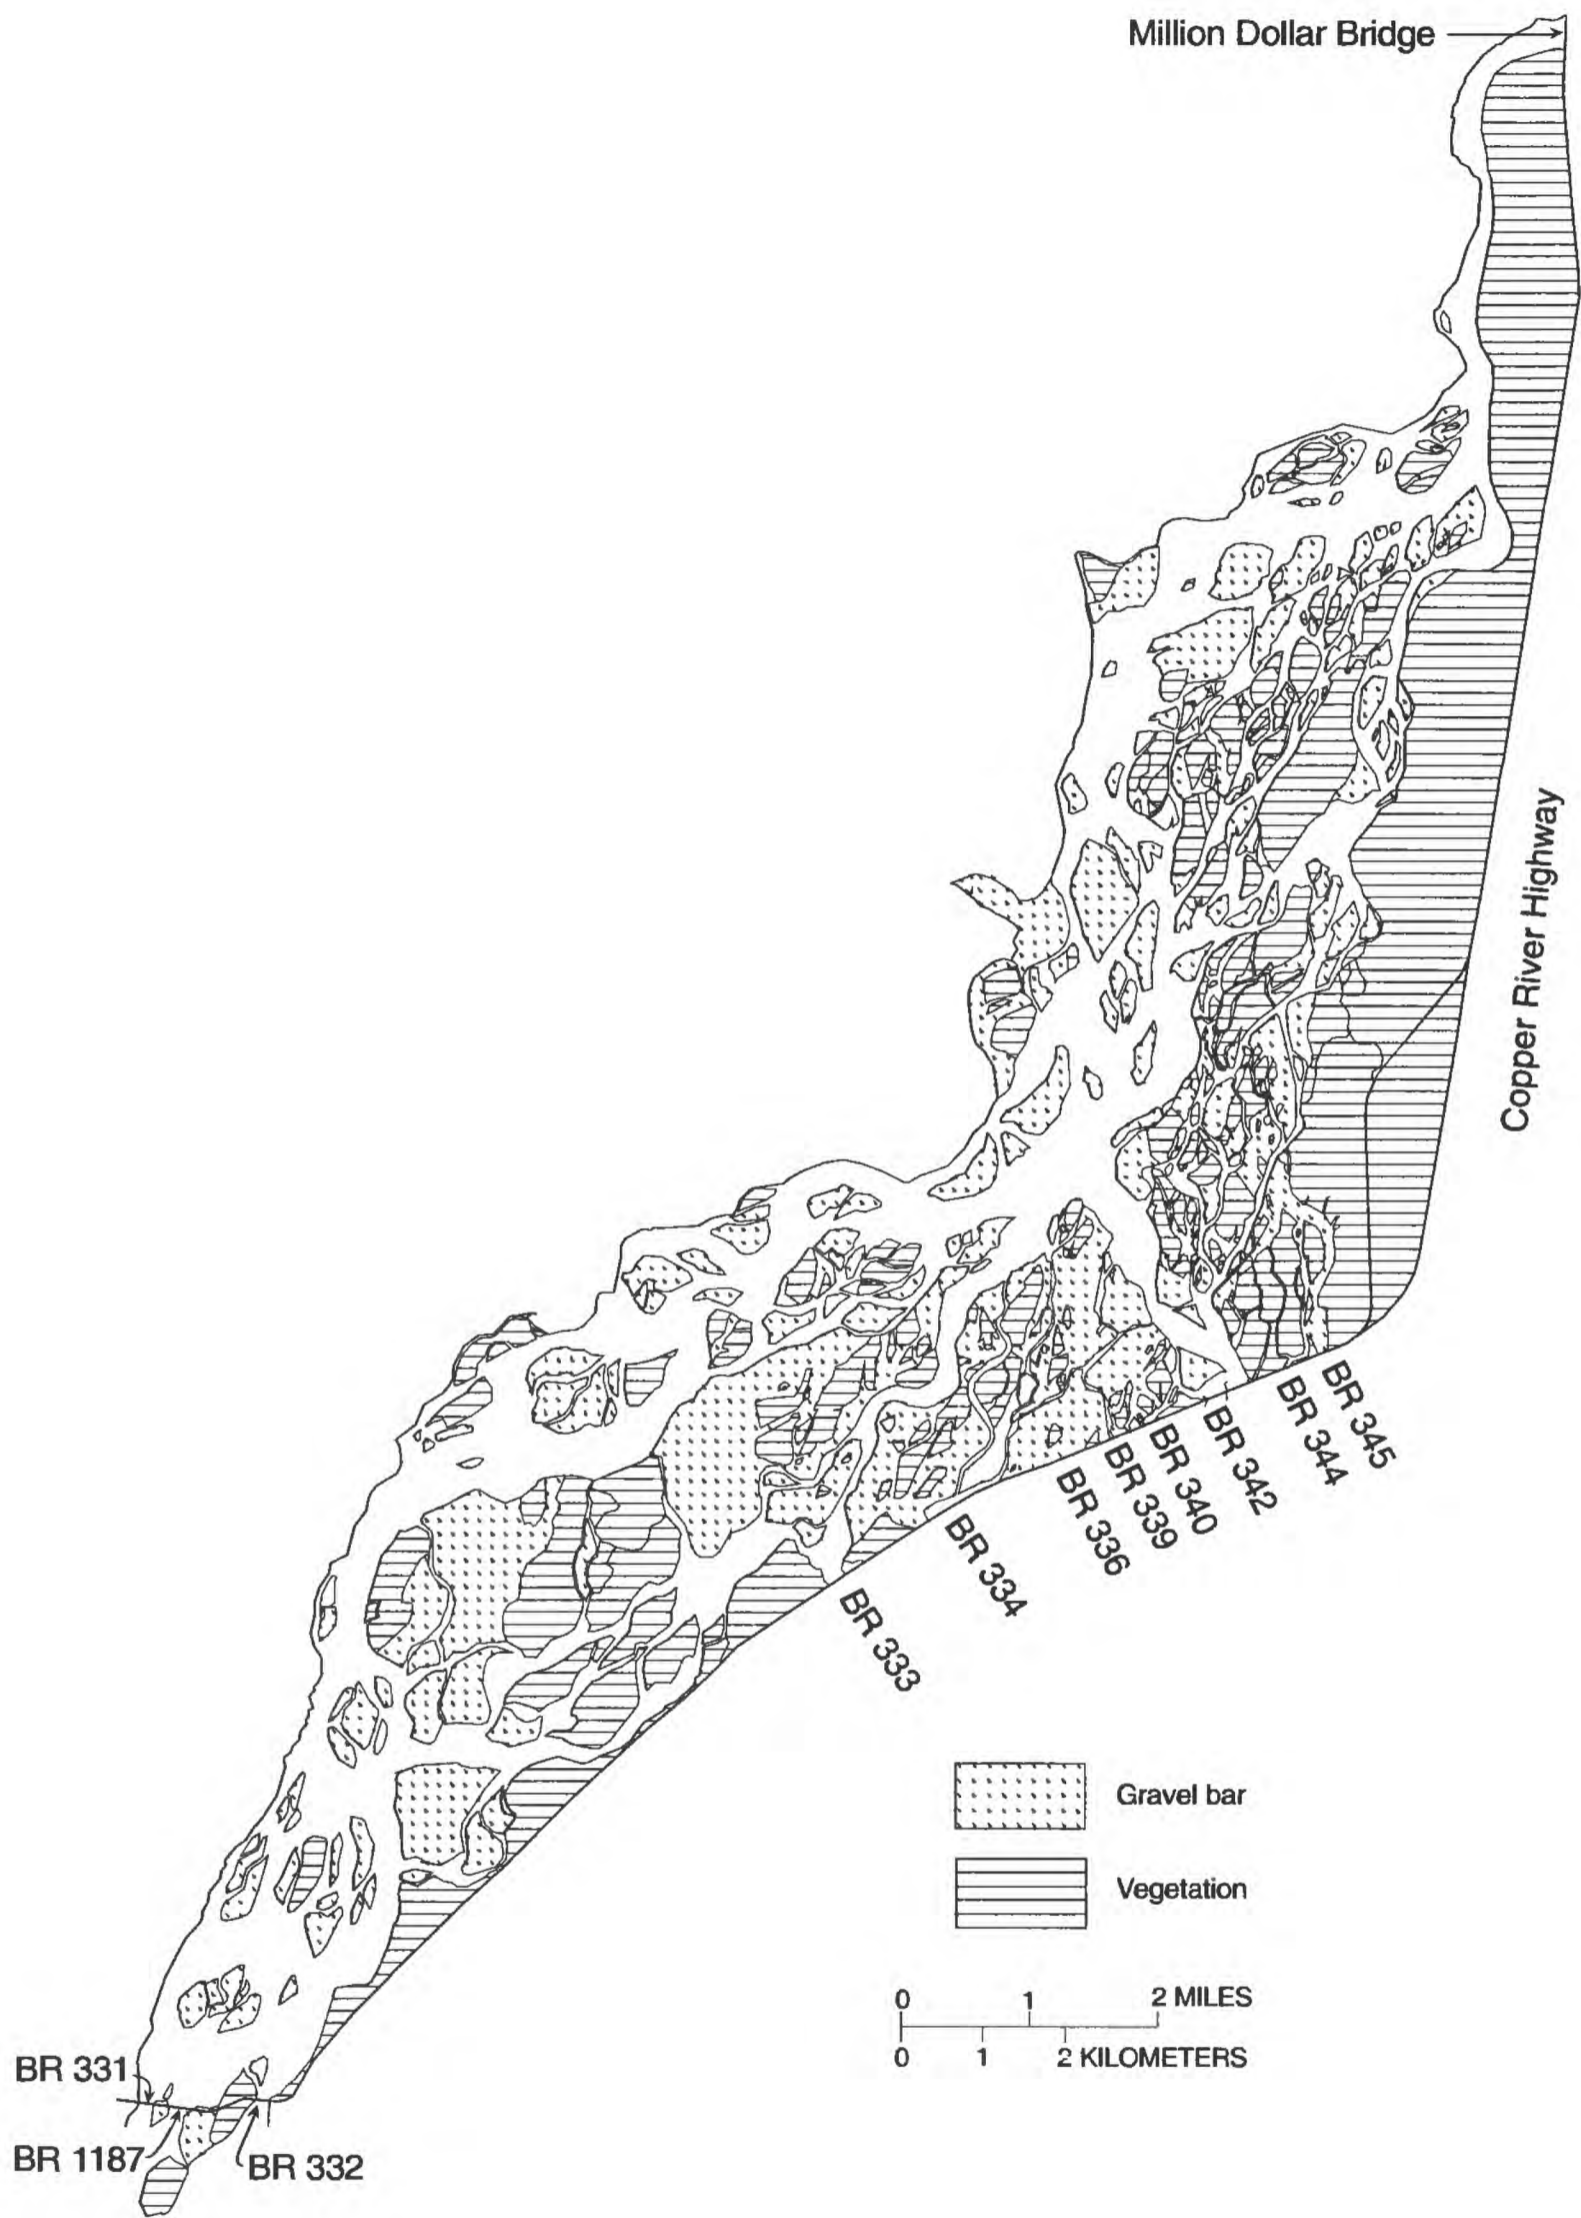 Million Dollar Bridge
Copper River Highway
BR 345
BR 344
BR 342
BR 340
BR 339
BR 336
BR 334
BR 333
Gravel bar
Vegetation
0 1 2 MILES
0 1 2 KILOMETERS
BR 331
BR 1187
BR 332